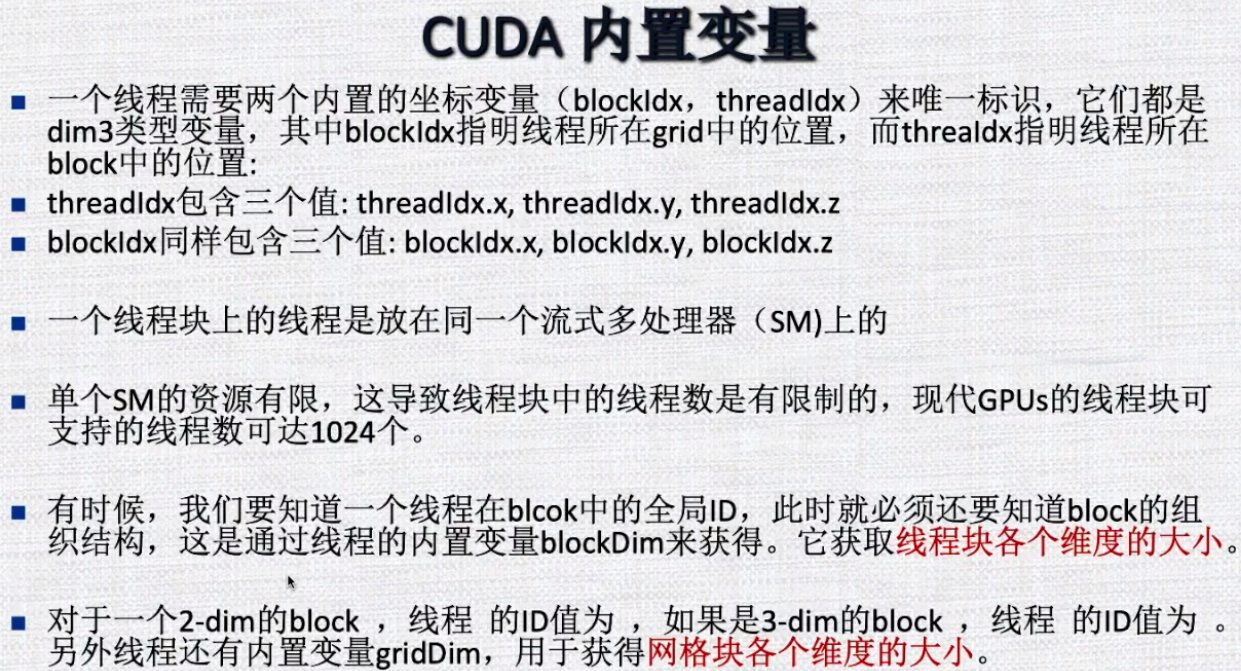 CUDA 内置变量
一个线程需要两个内置的坐标变量（blockIdx，threadIdx）来唯一标识，它们都是
dim3类型变量，其中blockIdx指明线程所在grid中的位置，而threaIdx指明线程所在
block中的位置:
threadIdx包含三个值: threadIdx.x, threadIdx.y, threadIdx.z
blockIdx同样包含三个值: blockIdx.x, blockIdx.y, blockIdx.z
一个线程块上的线程是放在同一个流式多处理器（SM)上的
单个SM的资源有限，这导致线程块中的线程数是有限制的，现代GPUs的线程块可
支持的线程数可达1024个。
有时候，我们要知道一个线程在blcok中的全局ID，此时就必须还要知道block的组
织结构，这是通过线程的内置变量blockDim来获得。它获取线程块各个维度的大小。
对于一个2-dim的block ，线程 的ID值为 ，如果是3-dim的block ，线程 的ID值为 。
另外线程还有内置变量gridDim，用于获得网格块各个维度的大小。